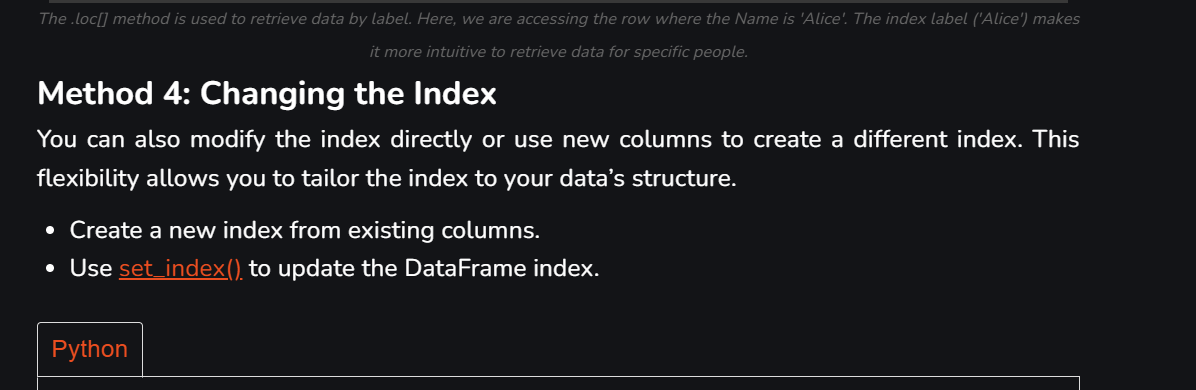 The .loc[] method is used to retrieve data by label. Here, we are accessing the row where the Name is 'Alice'. The index label ('Alice') makes
it more intuitive to retrieve data for specific people.
Method 4: Changing the Index
You can also modify the index directly or use new columns to create a different index. This
flexibility allows you to tailor the index to your data’s structure.
• Create a new index from existing columns.
• Use set_index() to update the DataFrame index.
Python